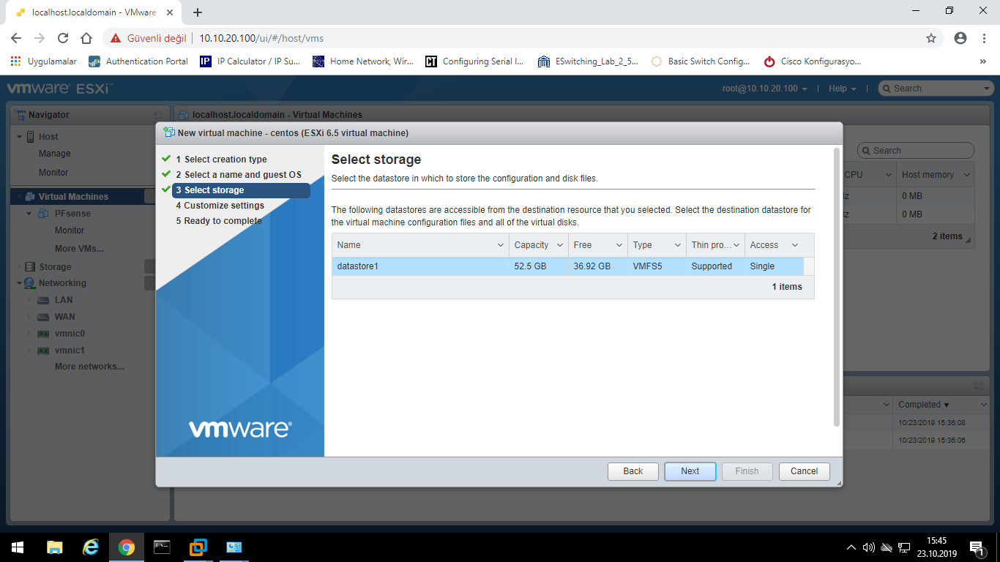 localhost.localdomain - VMware
Güvenli değil
10.10.20.100/ui/#/host/vms
Uygulamalar
Authentication Portal
IP
IP Calculator / IP Su...
Home Network, Wir...
CT
Configuring Serial I...
ESwitching_Lab_2_5...
Basic Switch Config...
Cisco Konfigurasyo...
»
vmware ESXi™
root@10.10.20.100
Help
Search
Navigator
localhost.localdomain - Virtual Machines
Host
Manage
Monitor
Virtual Machines
PFsense
Monitor
More VMs...
Storage
Networking
LAN
WAN
vmnic0
vmnic1
More networks...
Search
CPU
Host memory
Iz
0 MB
Iz
0 MB
2 items
New virtual machine - centos (ESXi 6.5 virtual machine)
1 Select creation type
2 Select a name and guest OS
3 Select storage
4 Customize settings
5 Ready to complete
vmware®
Select storage
Select the datastore in which to store the configuration and disk files.
The following datastores are accessible from the destination resource that you selected. Select the destination datastore for
the virtual machine configuration files and all of the virtual disks.
Name Capacity Free Type Thin pro... Access
datastore1 52.5 GB 36.92 GB VMFS5 Supported Single
1 items
Back Next Finish Cancel
Completed ▼
10/23/2019 15:36:08
10/23/2019 15:36:06
15:45
23.10.2019
1